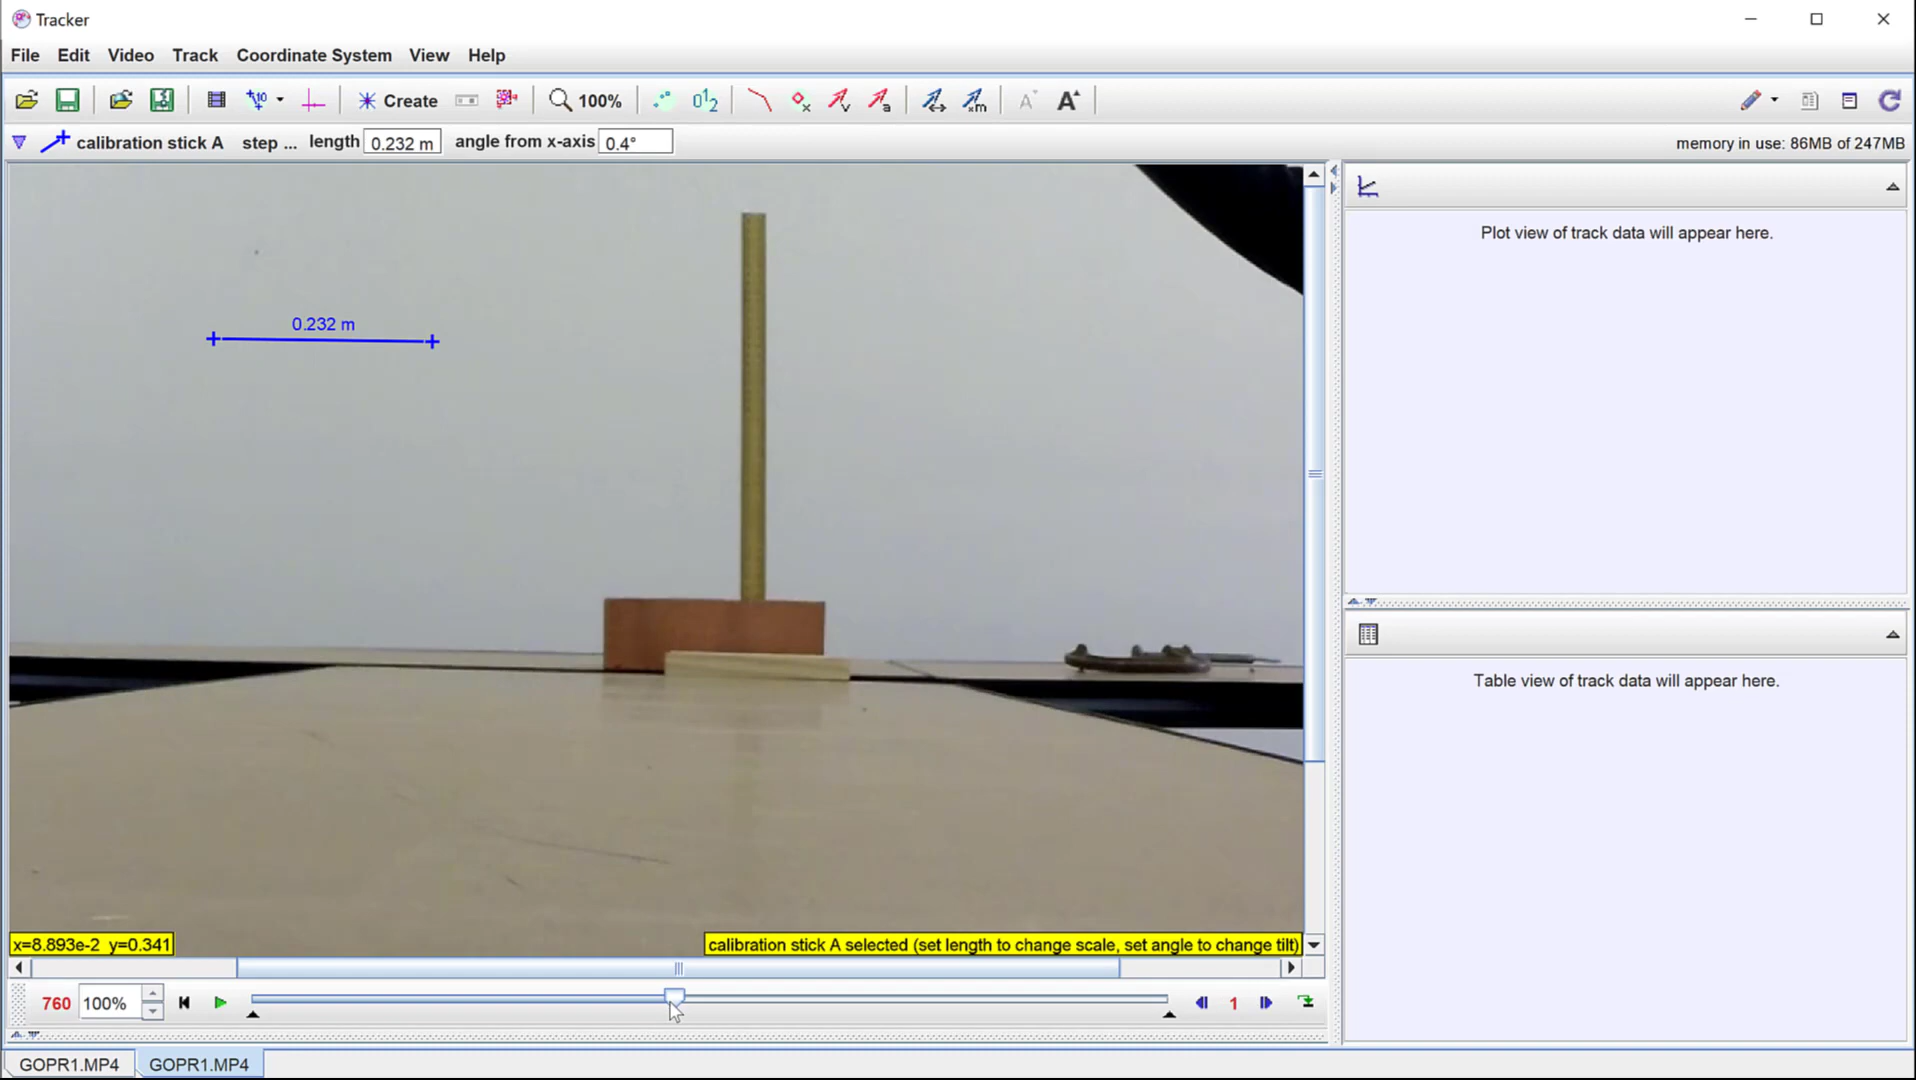 Tracker
File Edit Video Track Coordinate System View Help
Create 100%
calibration stick A step ... length 0.232 m angle from x-axis 0.4° memory in use: 86MB of 247MB
Plot view of track data will appear here.
0.232 m
Table view of track data will appear here.
x=8.893e-2 y=0.341 calibration stick A selected (set length to change scale, set angle to change tilt)
760 100% 1
GOPR1.MP4 GOPR1.MP4